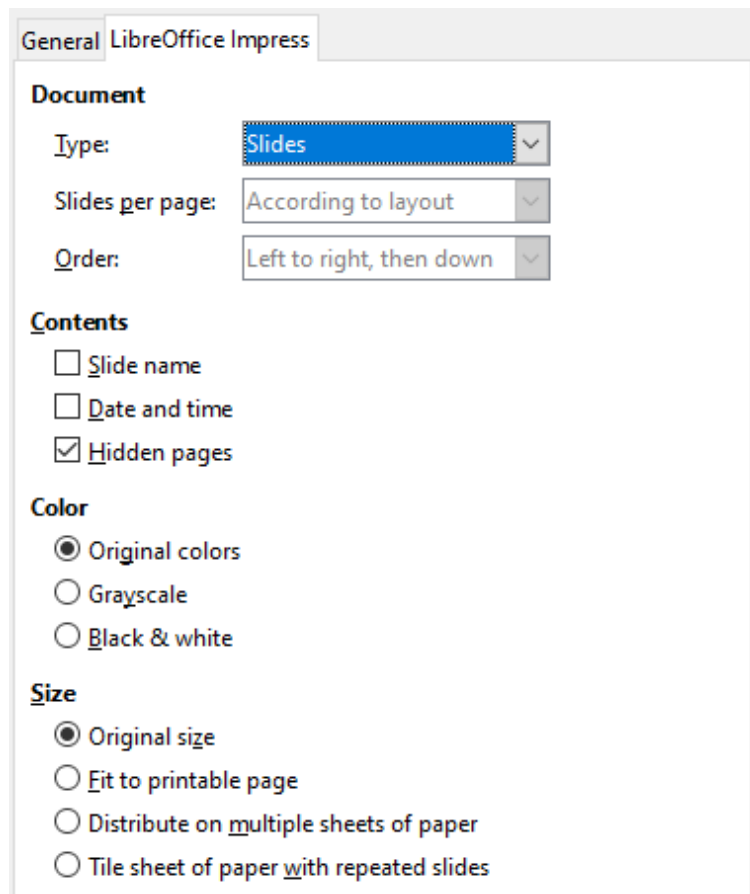 General LibreOffice Impress
Document
Type: Slides
Slides per page: According to layout
Order: Left to right, then down
Contents
Slide name
Date and time
Hidden pages
Color
Original colors
Grayscale
Black & white
Size
Original size
Fit to printable page
Distribute on multiple sheets of paper
Tile sheet of paper with repeated slides